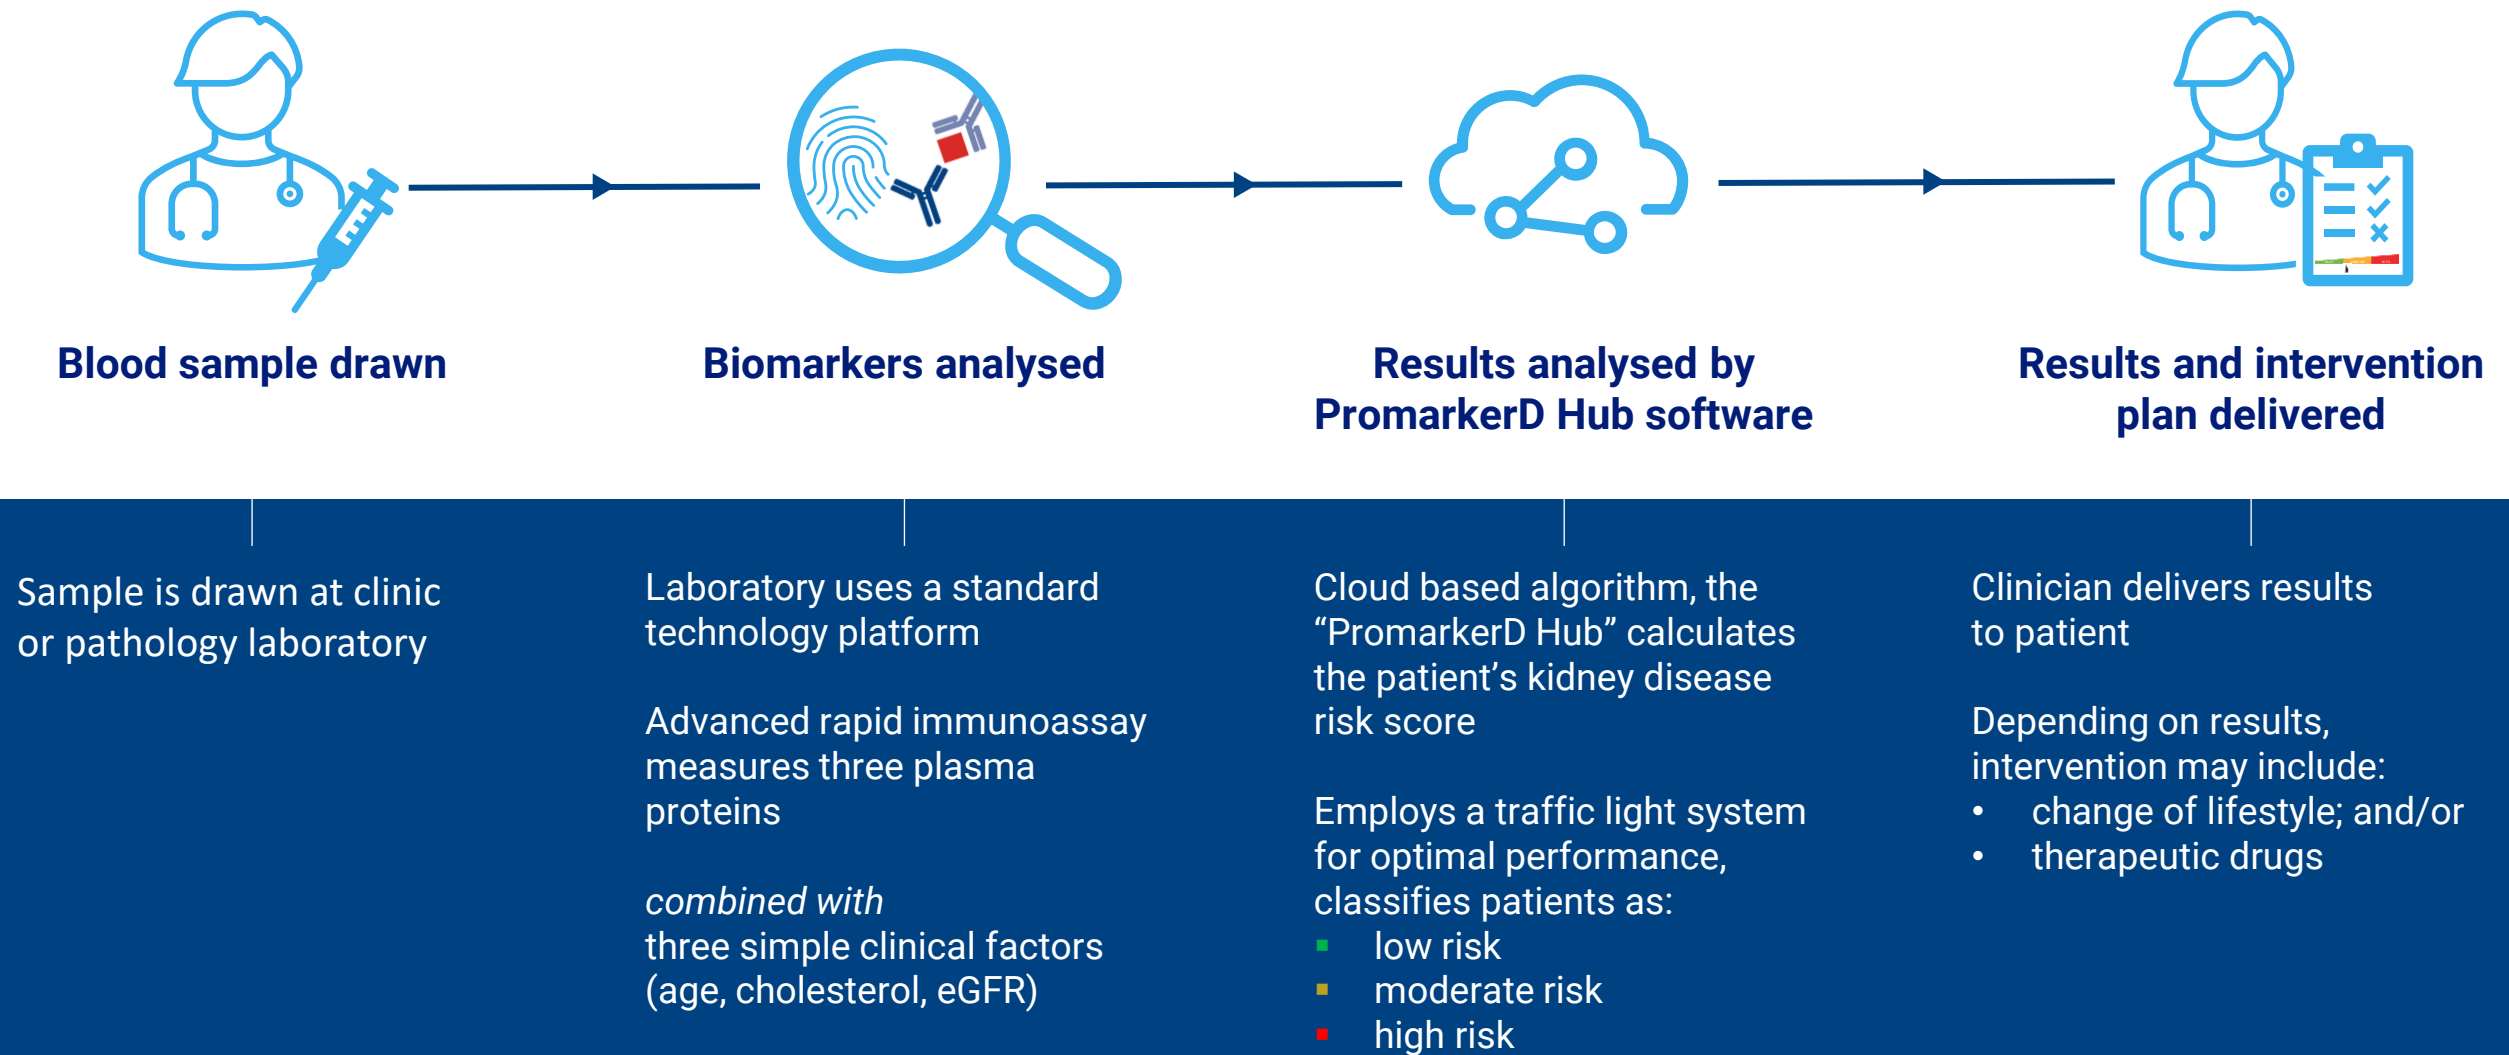 Blood sample drawn
Biomarkers analysed
Results analysed by
PromarkerD Hub software
Results and intervention
plan delivered
Sample is drawn at clinic
or pathology laboratory
Laboratory uses a standard
technology platform
Advanced rapid immunoassay
measures three plasma
proteins
combined with
three simple clinical factors
(age, cholesterol, eGFR)
Cloud based algorithm, the
“PromarkerD Hub” calculates
the patient’s kidney disease
risk score
Employs a traffic light system
for optimal performance,
classifies patients as:
▪ low risk
▪ moderate risk
▪ high risk
Clinician delivers results
to patient
Depending on results,
intervention may include:
• change of lifestyle; and/or
• therapeutic drugs